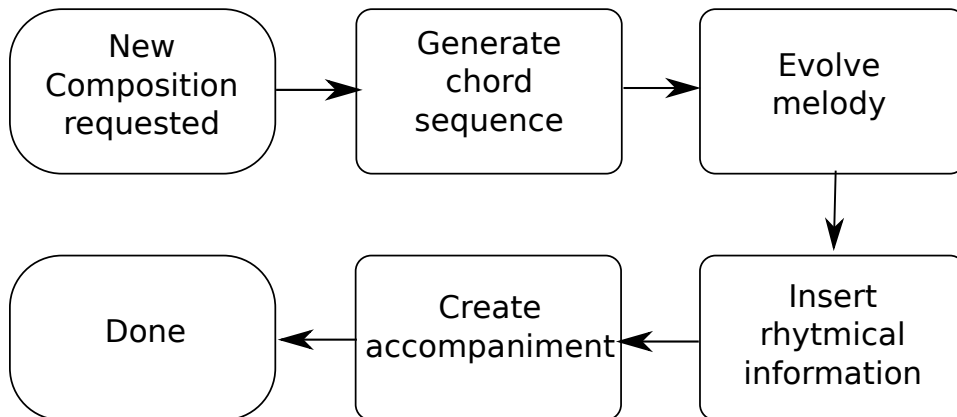 New
Composition
requested
Generate
chord
sequence
Evolve
melody
Insert
rhytmical
information
Create
accompaniment
Done